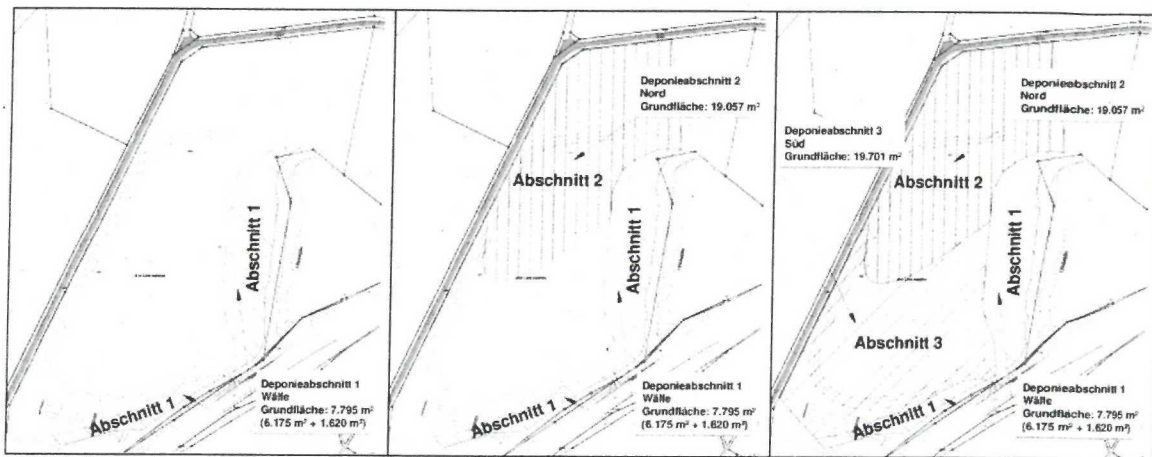 Abschnitt 1
Abschnitt 1
Deponieabschnitt 1
Wälle
Grundfläche: 7.795 m²
(6.175 m² + 1.620 m²)
Deponieabschnitt 2
Nord
Grundfläche: 19.057 m²
Abschnitt 2
Abschnitt 1
Abschnitt 1
Deponieabschnitt 1
Wälle
Grundfläche: 7.795 m²
(6.175 m² + 1.620 m²)
Deponieabschnitt 2
Nord
Grundfläche: 19.057 m²
Deponieabschnitt 3
Süd
Grundfläche: 19.701 m²
Abschnitt 2
Abschnitt 1
Abschnitt 3
Abschnitt 1
Deponieabschnitt 1
Wälle
Grundfläche: 7.795 m²
(6.175 m² + 1.620 m²)